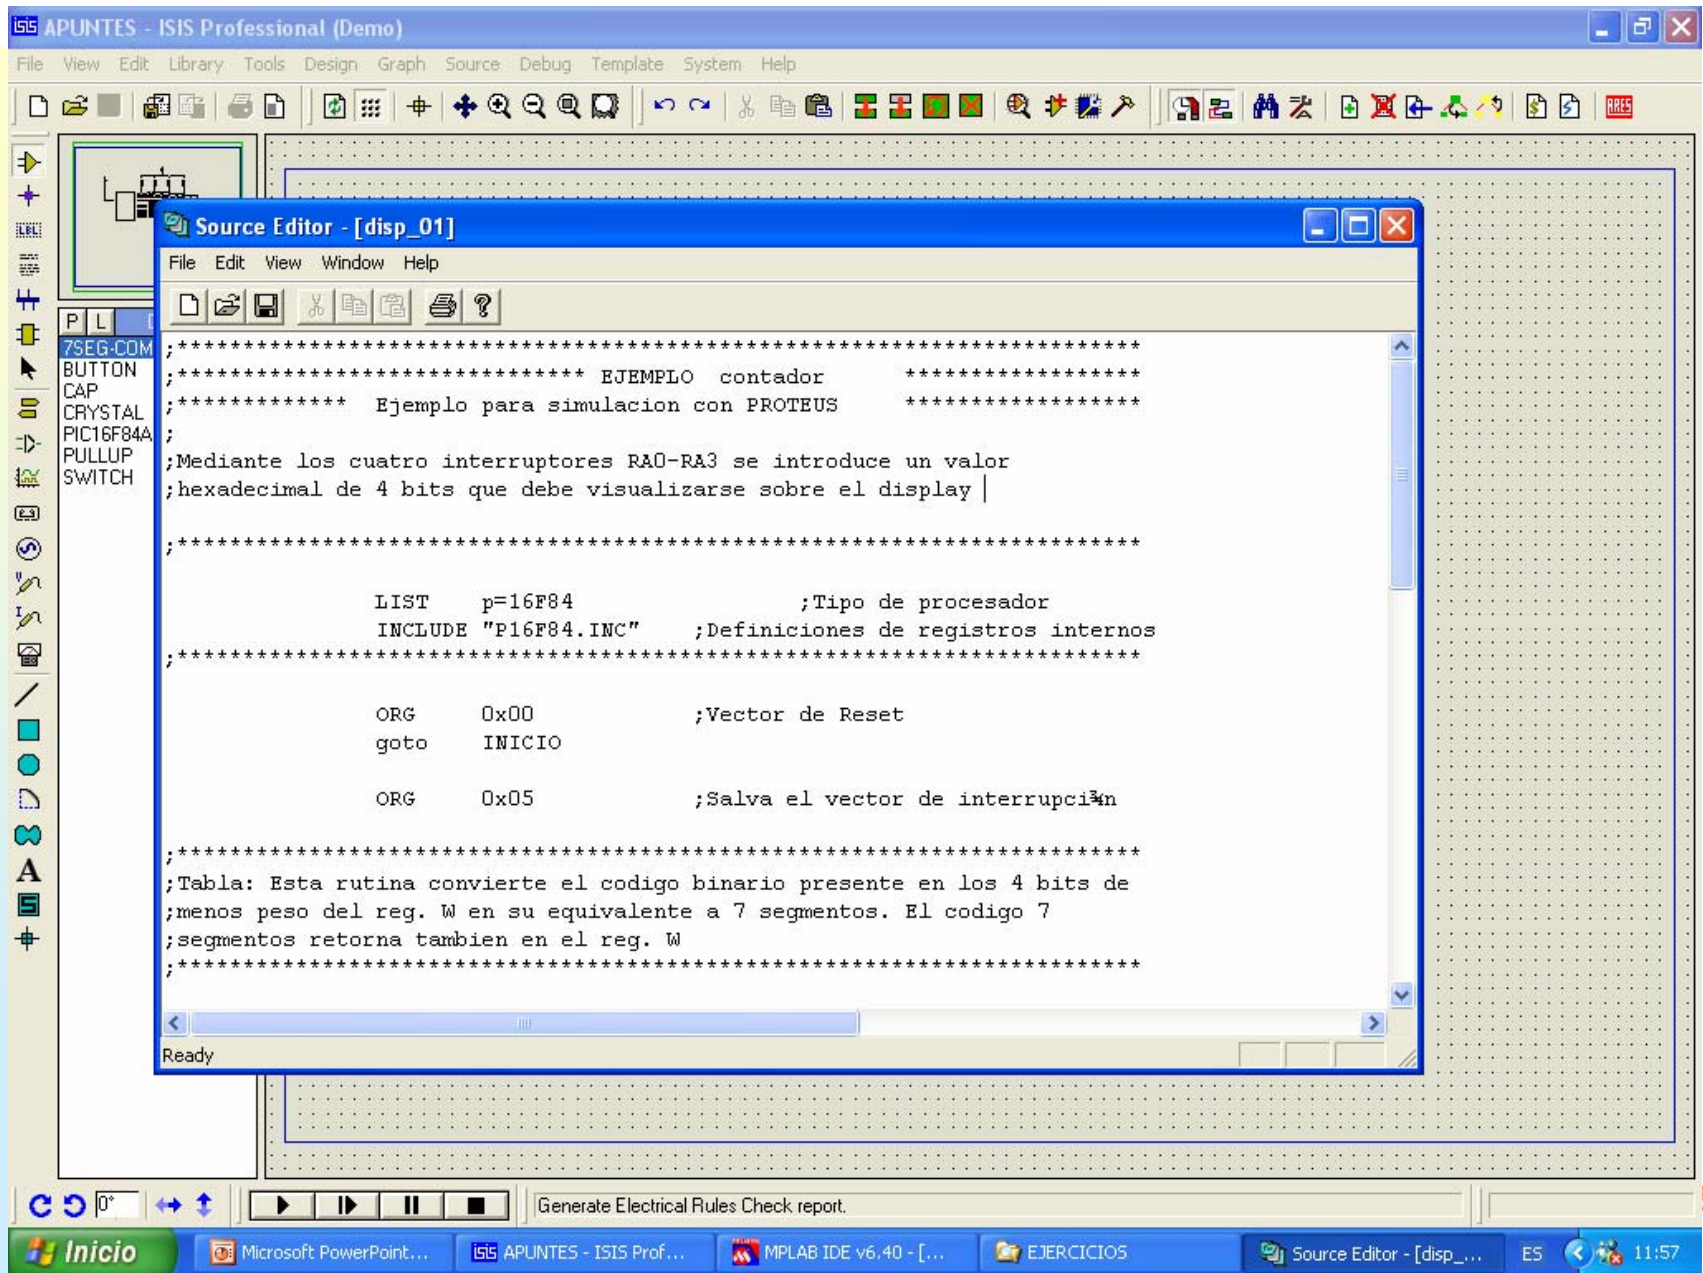 ISIS APUNTES - ISIS Professional (Demo)
File View Edit Library Tools Design Graph Source Debug Template System Help
LBL
ARES
Source Editor - [disp_01]
File Edit View Window Help
P L
7SEG-COM
BUTTON
CAP
CRYSTAL
PIC16F84A
PULLUP
SWITCH
;*************************************************************************
;******************************* EJEMPLO contador ******************
;************* Ejemplo para simulacion con PROTEUS ******************
;
;Mediante los cuatro interruptores RA0-RA3 se introduce un valor
;hexadecimal de 4 bits que debe visualizarse sobre el display
;*************************************************************************
LIST p=16F84 ;Tipo de procesador
INCLUDE "P16F84.INC" ;Definiciones de registros internos
;*************************************************************************
ORG 0x00 ;Vector de Reset
goto INICIO
ORG 0x05 ;Salva el vector de interrupci¾n
;*************************************************************************
;Tabla: Esta rutina convierte el codigo binario presente en los 4 bits de
;menos peso del reg. W en su equivalente a 7 segmentos. El codigo 7
;segmentos retorna tambien en el reg. W
;*************************************************************************
Ready
A
S
0°
Generate Electrical Rules Check report.
Inicio
Microsoft PowerPoint...
ISIS APUNTES - ISIS Prof...
MPLAB IDE v6.40 - [...
EJERCICIOS
Source Editor - [disp_...
ES
11:57